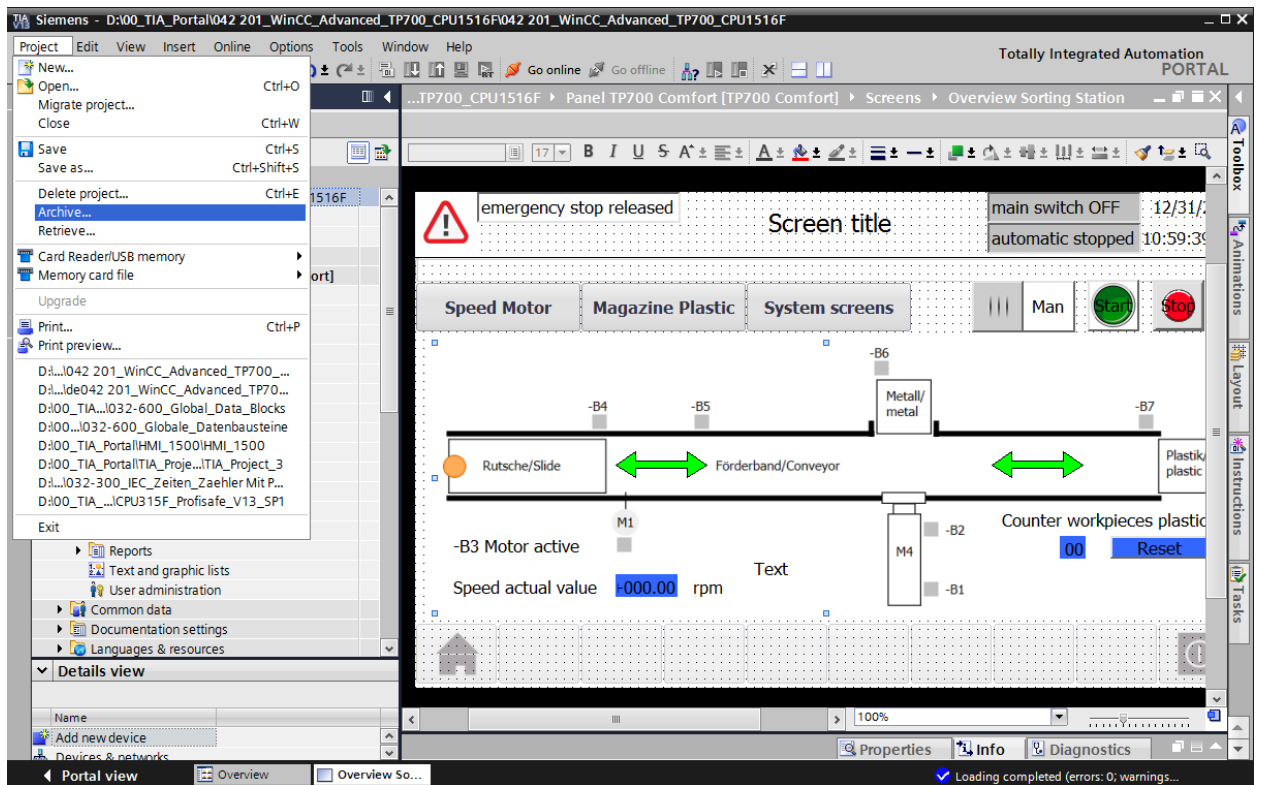 Siemens - D:\00_TIA_Portal\042 201_WinCC_Advanced_TP700_CPU1516F\042 201_WinCC_Advanced_TP700_CPU1516F
Project Edit View Insert Online Options Tools Window Help
Totally Integrated Automation
PORTAL
Go online Go offline
New...
Open... Ctrl+O
Migrate project...
Close Ctrl+W
Save Ctrl+S
Save as... Ctrl+Shift+S
Delete project... Ctrl+E
Archive...
Retrieve...
Card Reader/USB memory
Memory card file
Upgrade
Print... Ctrl+P
Print preview...
D:\...\042 201_WinCC_Advanced_TP700_...
D:\...\de042 201_WinCC_Advanced_TP70...
D:\00_TIA...\032-600_Global_Data_Blocks
D:\00...\032-600_Globale_Datenbausteine
D:\00_TIA_Portal\HMI_1500\HMI_1500
D:\00_TIA_Portal\TIA_Proje...\TIA_Project_3
D:\...\032-300_IEC_Zeiten_Zaehler Mit P...
D:\00_TIA_...\CPU315F_Profisafe_V13_SP1
Exit
1516F
ort]
Reports
Text and graphic lists
User administration
Common data
Documentation settings
Languages & resources
Details view
Name
Add new device
Devices & networks
...TP700_CPU1516F Panel TP700 Comfort [TP700 Comfort] Screens Overview Sorting Station
17 B I U S A A
emergency stop released
Screen title
main switch OFF 12/31/
automatic stopped 10:59:39
Speed Motor Magazine Plastic System screens
Man Start Stop
-B6
Metall/
metal
-B4 -B5 -B7
Rutsche/Slide
Förderband/Conveyor
Plastik/
plastic
M1
-B3 Motor active
Speed actual value +000.00 rpm
Text
M4
-B2
-B1
Counter workpieces plastic
00 Reset
100%
Properties Info Diagnostics
Toolbox
Animations
Layout
Instructions
Tasks
Portal view Overview Overview So...
Loading completed (errors: 0; warnings...